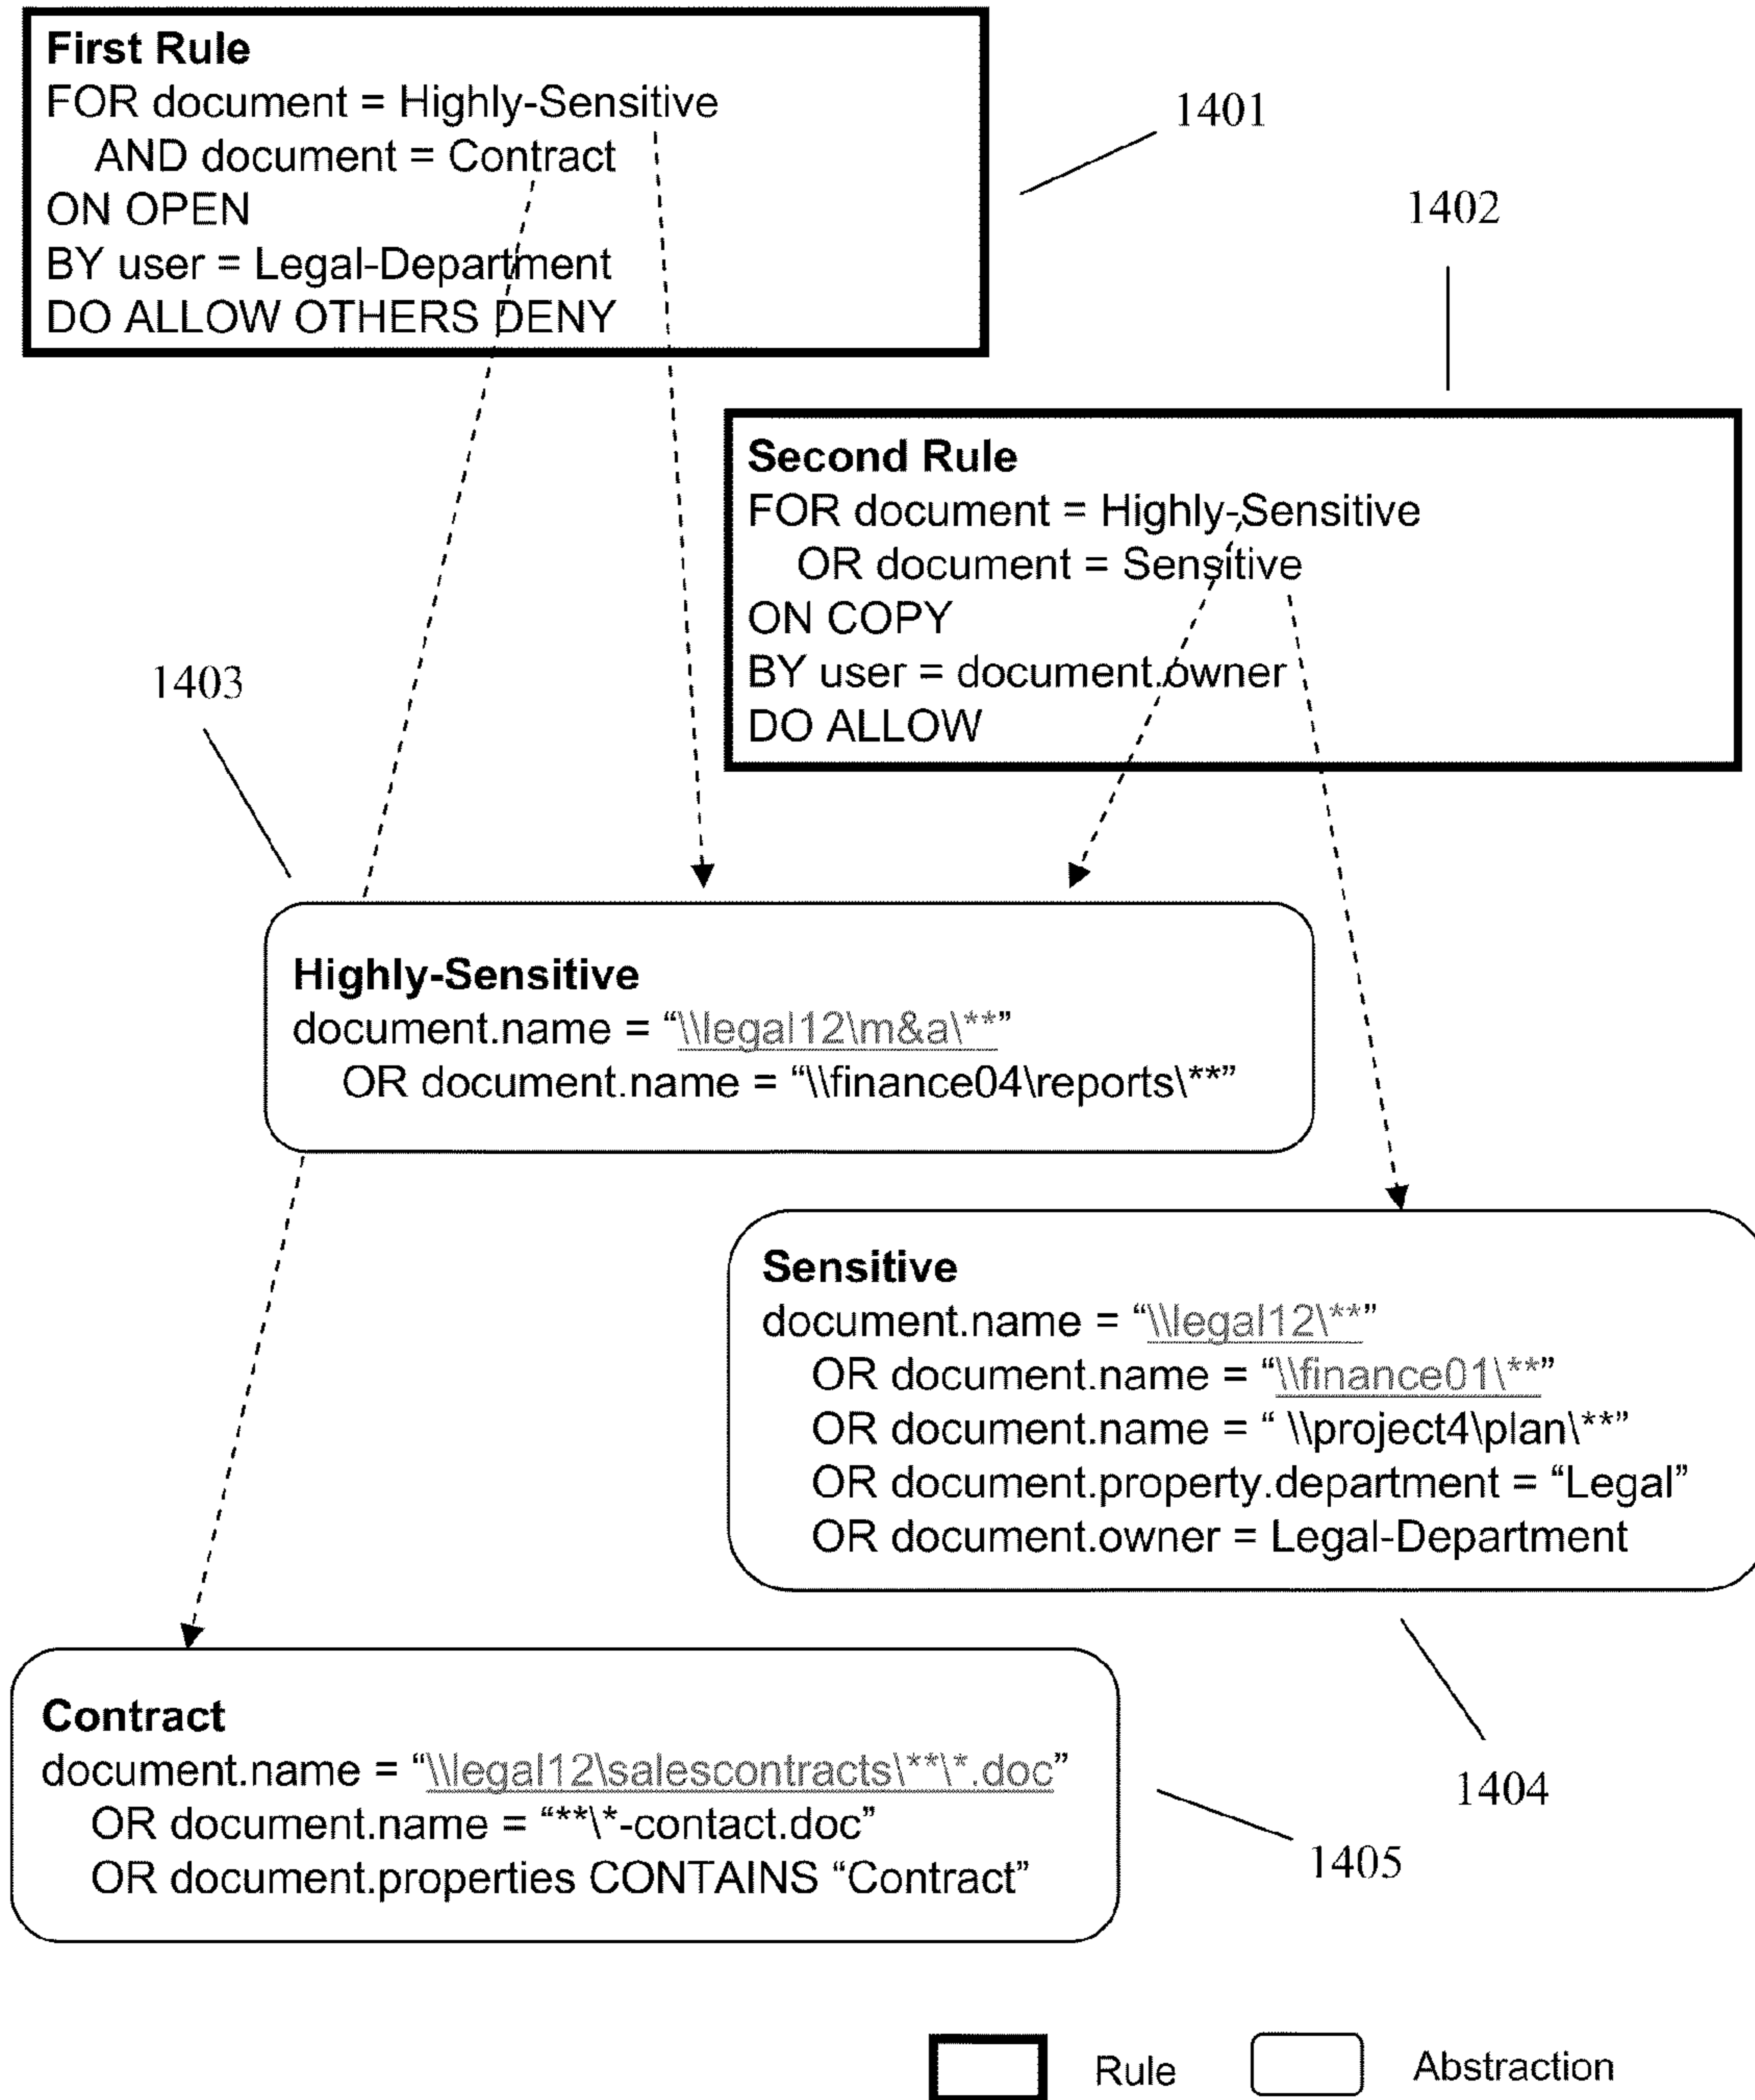 First Rule
FOR document = Highly-Sensitive
AND document = Contract
ON OPEN
BY user = Legal-Department
DO ALLOW OTHERS DENY
1401
1402
Second Rule
FOR document = Highly-Sensitive
OR document = Sensitive
ON COPY
BY user = document.owner
DO ALLOW
1403
Highly-Sensitive
document.name = “\\legal12\m&a\**”
OR document.name = “\\finance04\reports\**”
Sensitive
document.name = “\\legal12\**”
OR document.name = “\\finance01\**”
OR document.name = “ \\project4\plan\**”
OR document.property.department = “Legal”
OR document.owner = Legal-Department
1404
Contract
document.name = “\\legal12\salescontracts\**\*.doc”
OR document.name = “**\*-contact.doc”
OR document.properties CONTAINS “Contract”
1405
Rule
Abstraction